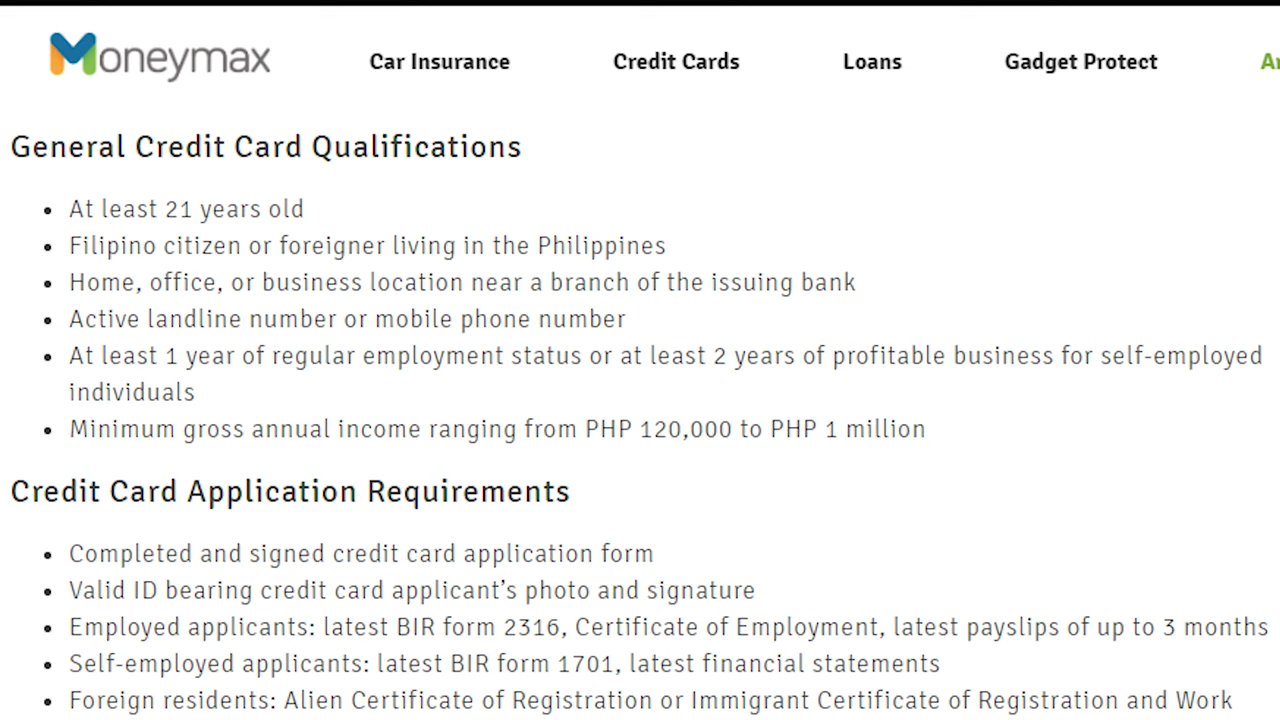 Moneymax
Car Insurance
Credit Cards
Loans
Gadget Protect
General Credit Card Qualifications
• At least 21 years old
• Filipino citizen or foreigner living in the Philippines
• Home, office, or business location near a branch of the issuing bank
• Active landline number or mobile phone number
• At least 1 year of regular employment status or at least 2 years of profitable business for self-employed
individuals
• Minimum gross annual income ranging from PHP 120,000 to PHP 1 million
Credit Card Application Requirements
• Completed and signed credit card application form
• Valid ID bearing credit card applicant’s photo and signature
• Employed applicants: latest BIR form 2316, Certificate of Employment, latest payslips of up to 3 months
• Self-employed applicants: latest BIR form 1701, latest financial statements
• Foreign residents: Alien Certificate of Registration or Immigrant Certificate of Registration and Work